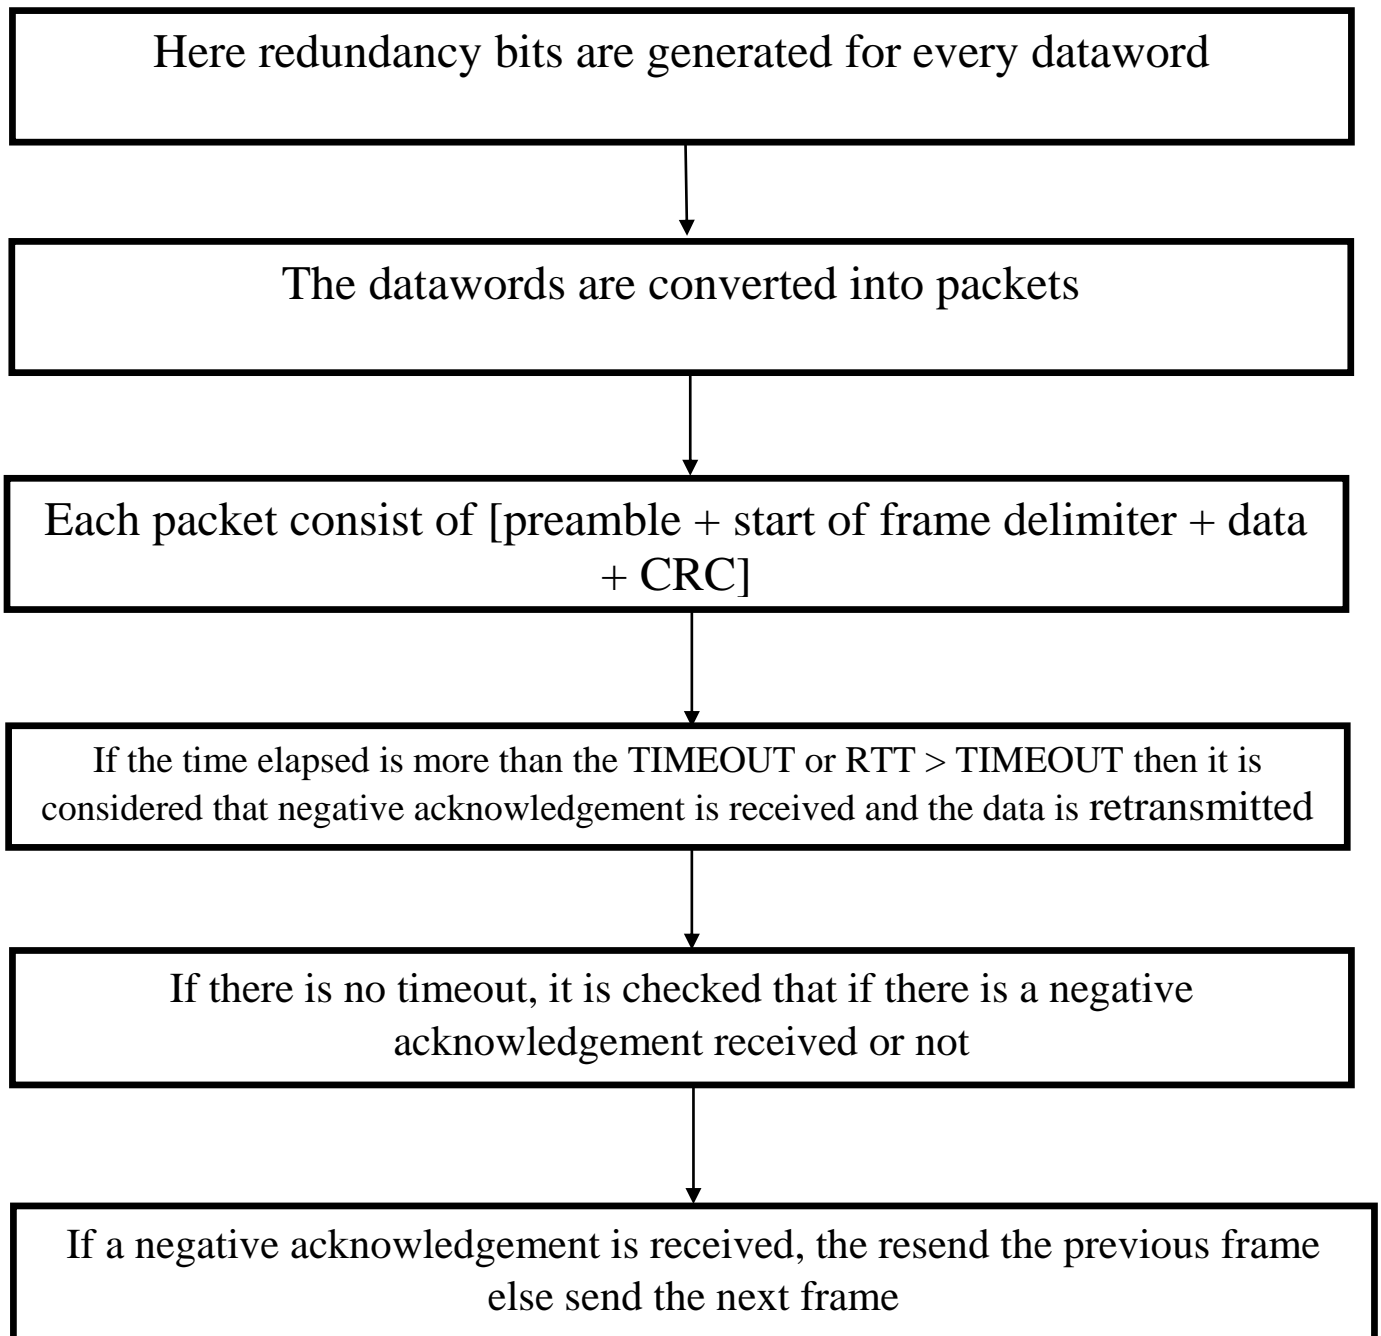 Here redundancy bits are generated for every dataword
The datawords are converted into packets
Each packet consist of [preamble + start of frame delimiter + data
+ CRC]
If the time elapsed is more than the TIMEOUT or RTT > TIMEOUT then it is
considered that negative acknowledgement is received and the data is retransmitted
If there is no timeout, it is checked that if there is a negative
acknowledgement received or not
If a negative acknowledgement is received, the resend the previous frame
else send the next frame